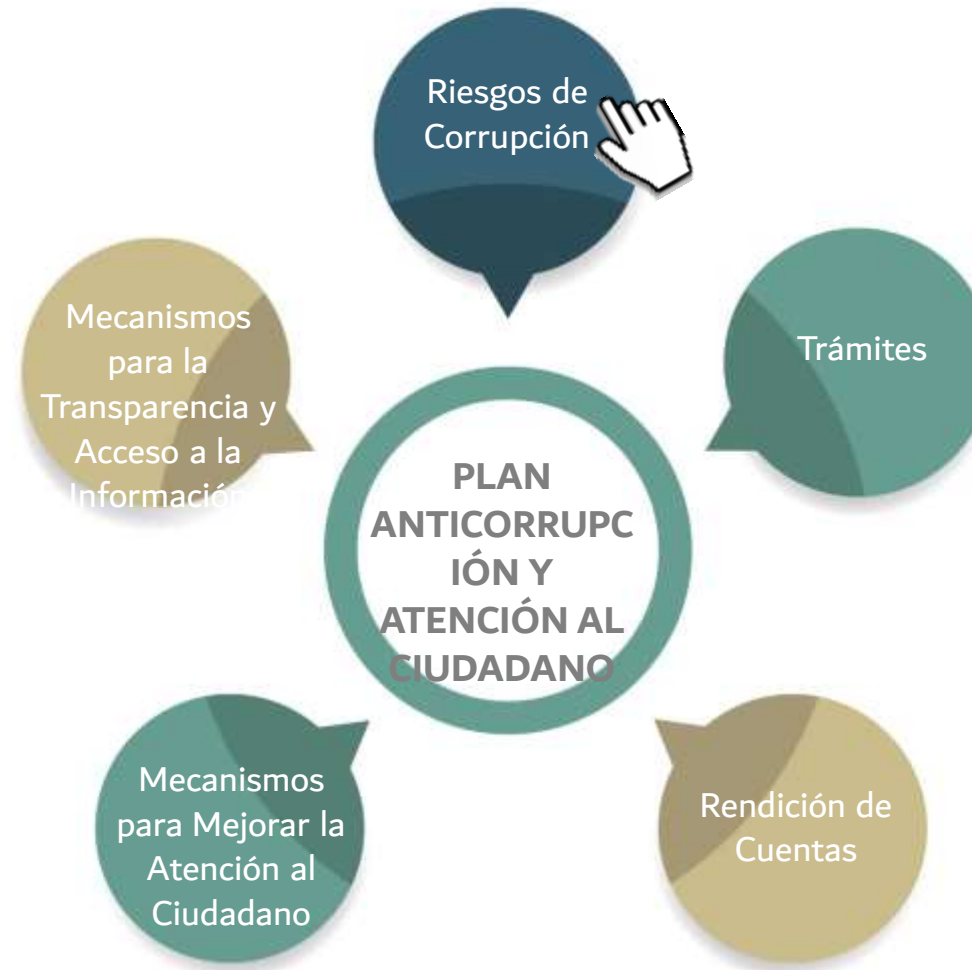 Riesgos de
Corrupción
Trámites
Mecanismos
para la
Transparencia y
Acceso a la
Información
PLAN
ANTICORRUPC
IÓN Y
ATENCIÓN AL
CIUDADANO
Mecanismos
para Mejorar la
Atención al
Ciudadano
Rendición de
Cuentas